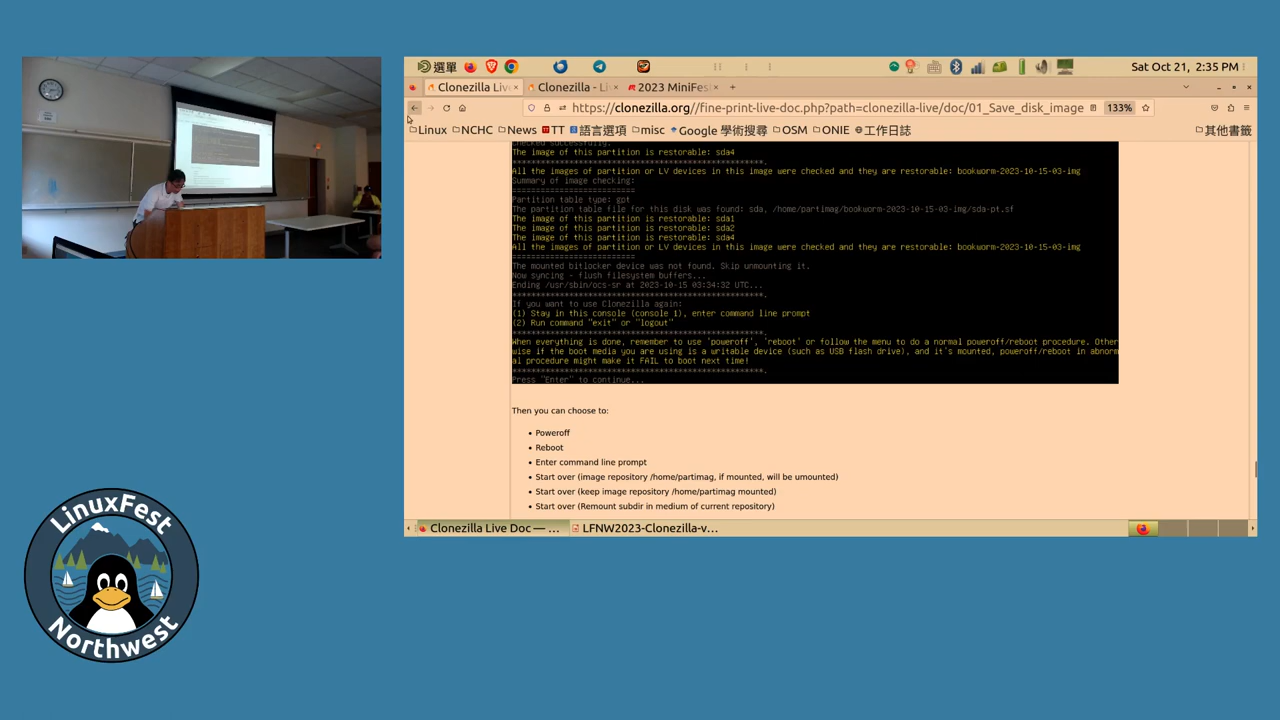 選單
Sat Oct 21, 2:35 PM
Clonezilla Liv
Clonezilla - Li
2023 MiniFes
https://clonezilla.org//fine-print-live-doc.php?path=clonezilla-live/doc/01_Save_disk_image
133%
Linux NCHC News TT 語言選項 misc Google 學術搜尋 OSM ONIE 工作日誌 其他書籤
Checked successfully.
The image of this partition is restorable: sda4
*****************************************************.
All the images of partition or LV devices in this image were checked and they are restorable: bookworm-2023-10-15-03-img
Summary of image checking:
==========================
Partition table type: gpt
The partition table file for this disk was found: sda, /home/partimag/bookworm-2023-10-15-03-img/sda-pt.sf
The image of this partition is restorable: sda1
The image of this partition is restorable: sda2
The image of this partition is restorable: sda4
All the images of partition or LV devices in this image were checked and they are restorable: bookworm-2023-10-15-03-img
==========================
The mounted bitlocker device was not found. Skip unmounting it.
Now syncing - flush filesystem buffers...
Ending /usr/sbin/ocs-sr at 2023-10-15 03:34:32 UTC...
*****************************************************.
If you want to use Clonezilla again:
(1) Stay in this console (console 1), enter command line prompt
(2) Run command "exit" or "logout"
*****************************************************.
When everything is done, remember to use 'poweroff', 'reboot' or follow the menu to do a normal poweroff/reboot procedure. Other
wise if the boot media you are using is a writable device (such as USB flash drive), and it's mounted, poweroff/reboot in abnorm
al procedure might make it FAIL to boot next time!
*****************************************************.
Press "Enter" to continue...
Then you can choose to:
• Poweroff
• Reboot
• Enter command line prompt
• Start over (image repository /home/partimag, if mounted, will be umounted)
• Start over (keep image repository /home/partimag mounted)
• Start over (Remount subdir in medium of current repository)
Clonezilla Live Doc — ...
LFNW2023-Clonezilla-v...
LinuxFest
Northwest